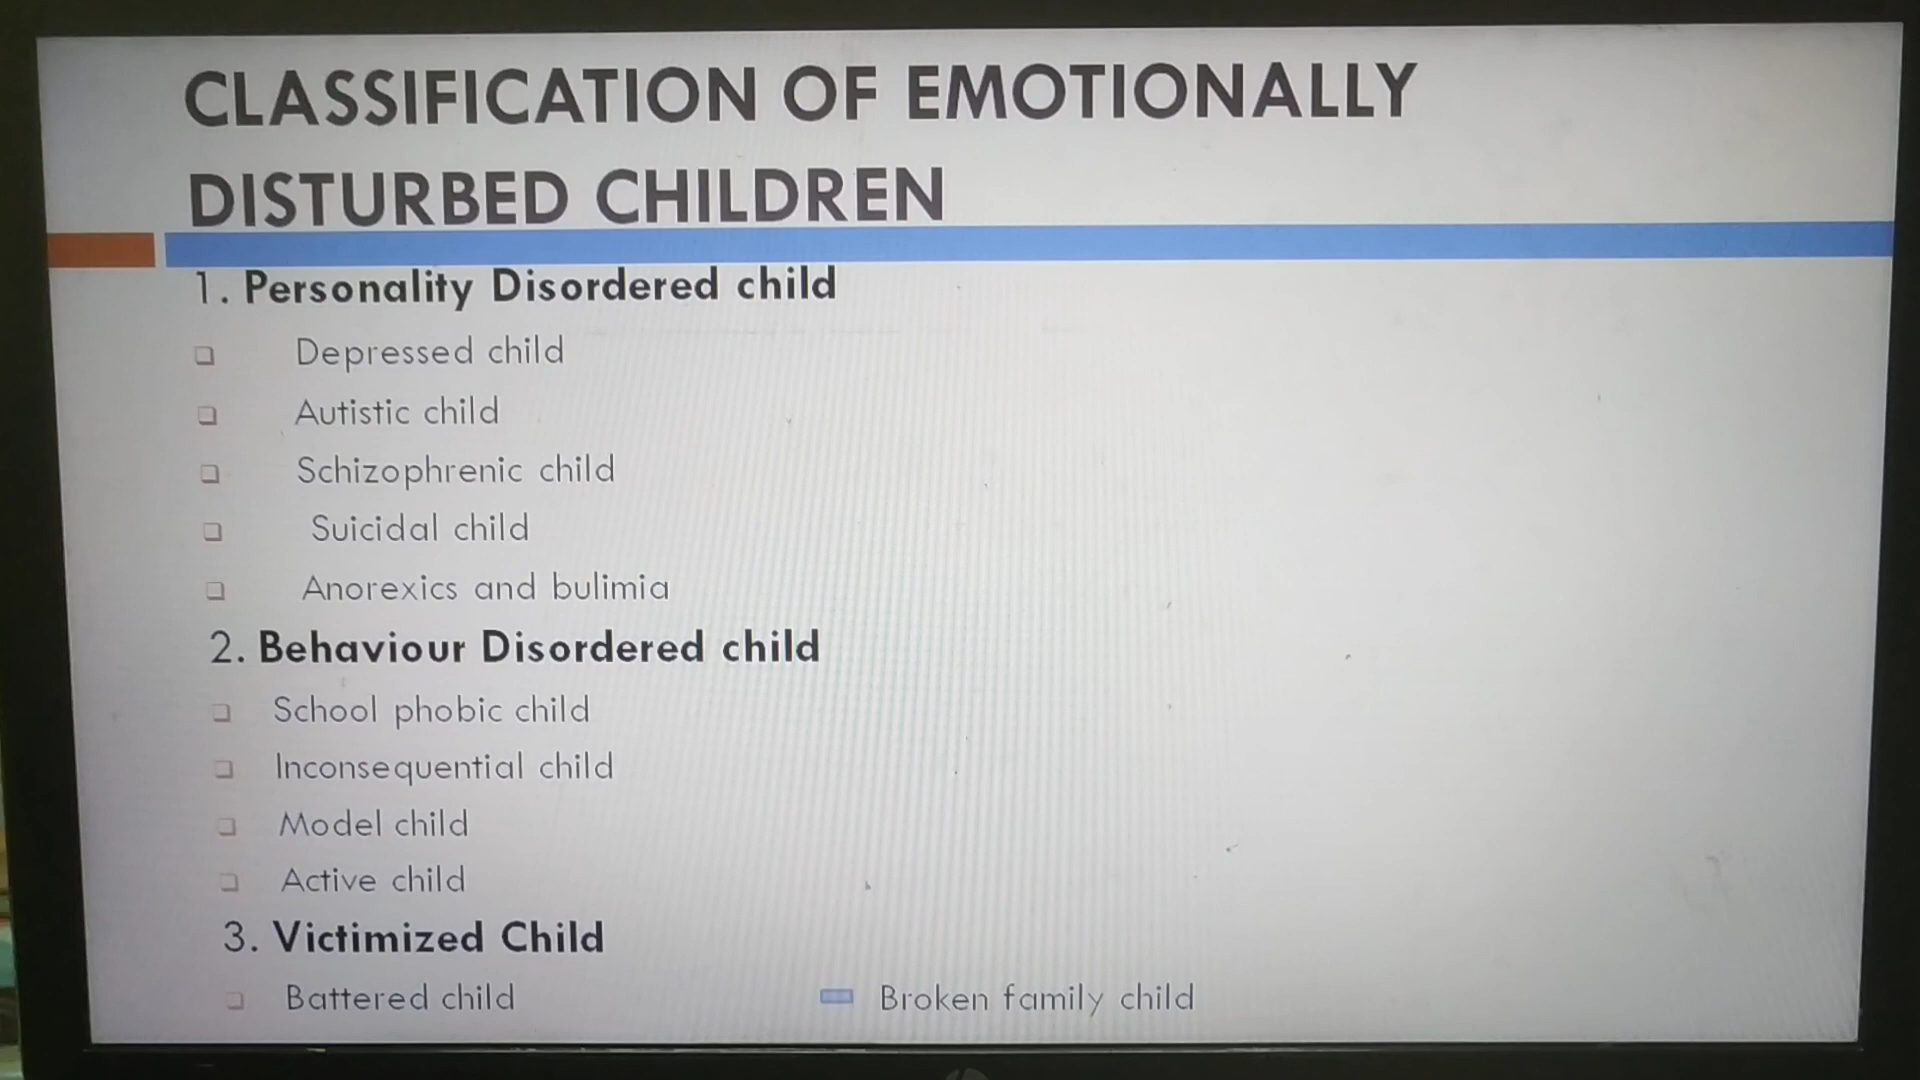 CLASSIFICATION OF EMOTIONALLY
DISTURBED CHILDREN
1. Personality Disordered child
Depressed child
Autistic child
Schizophrenic child
Suicidal child
Anorexics and bulimia
2. Behaviour Disordered child
School phobic child
Inconsequential child
Model child
Active child
3. Victimized Child
Battered child
Broken family child